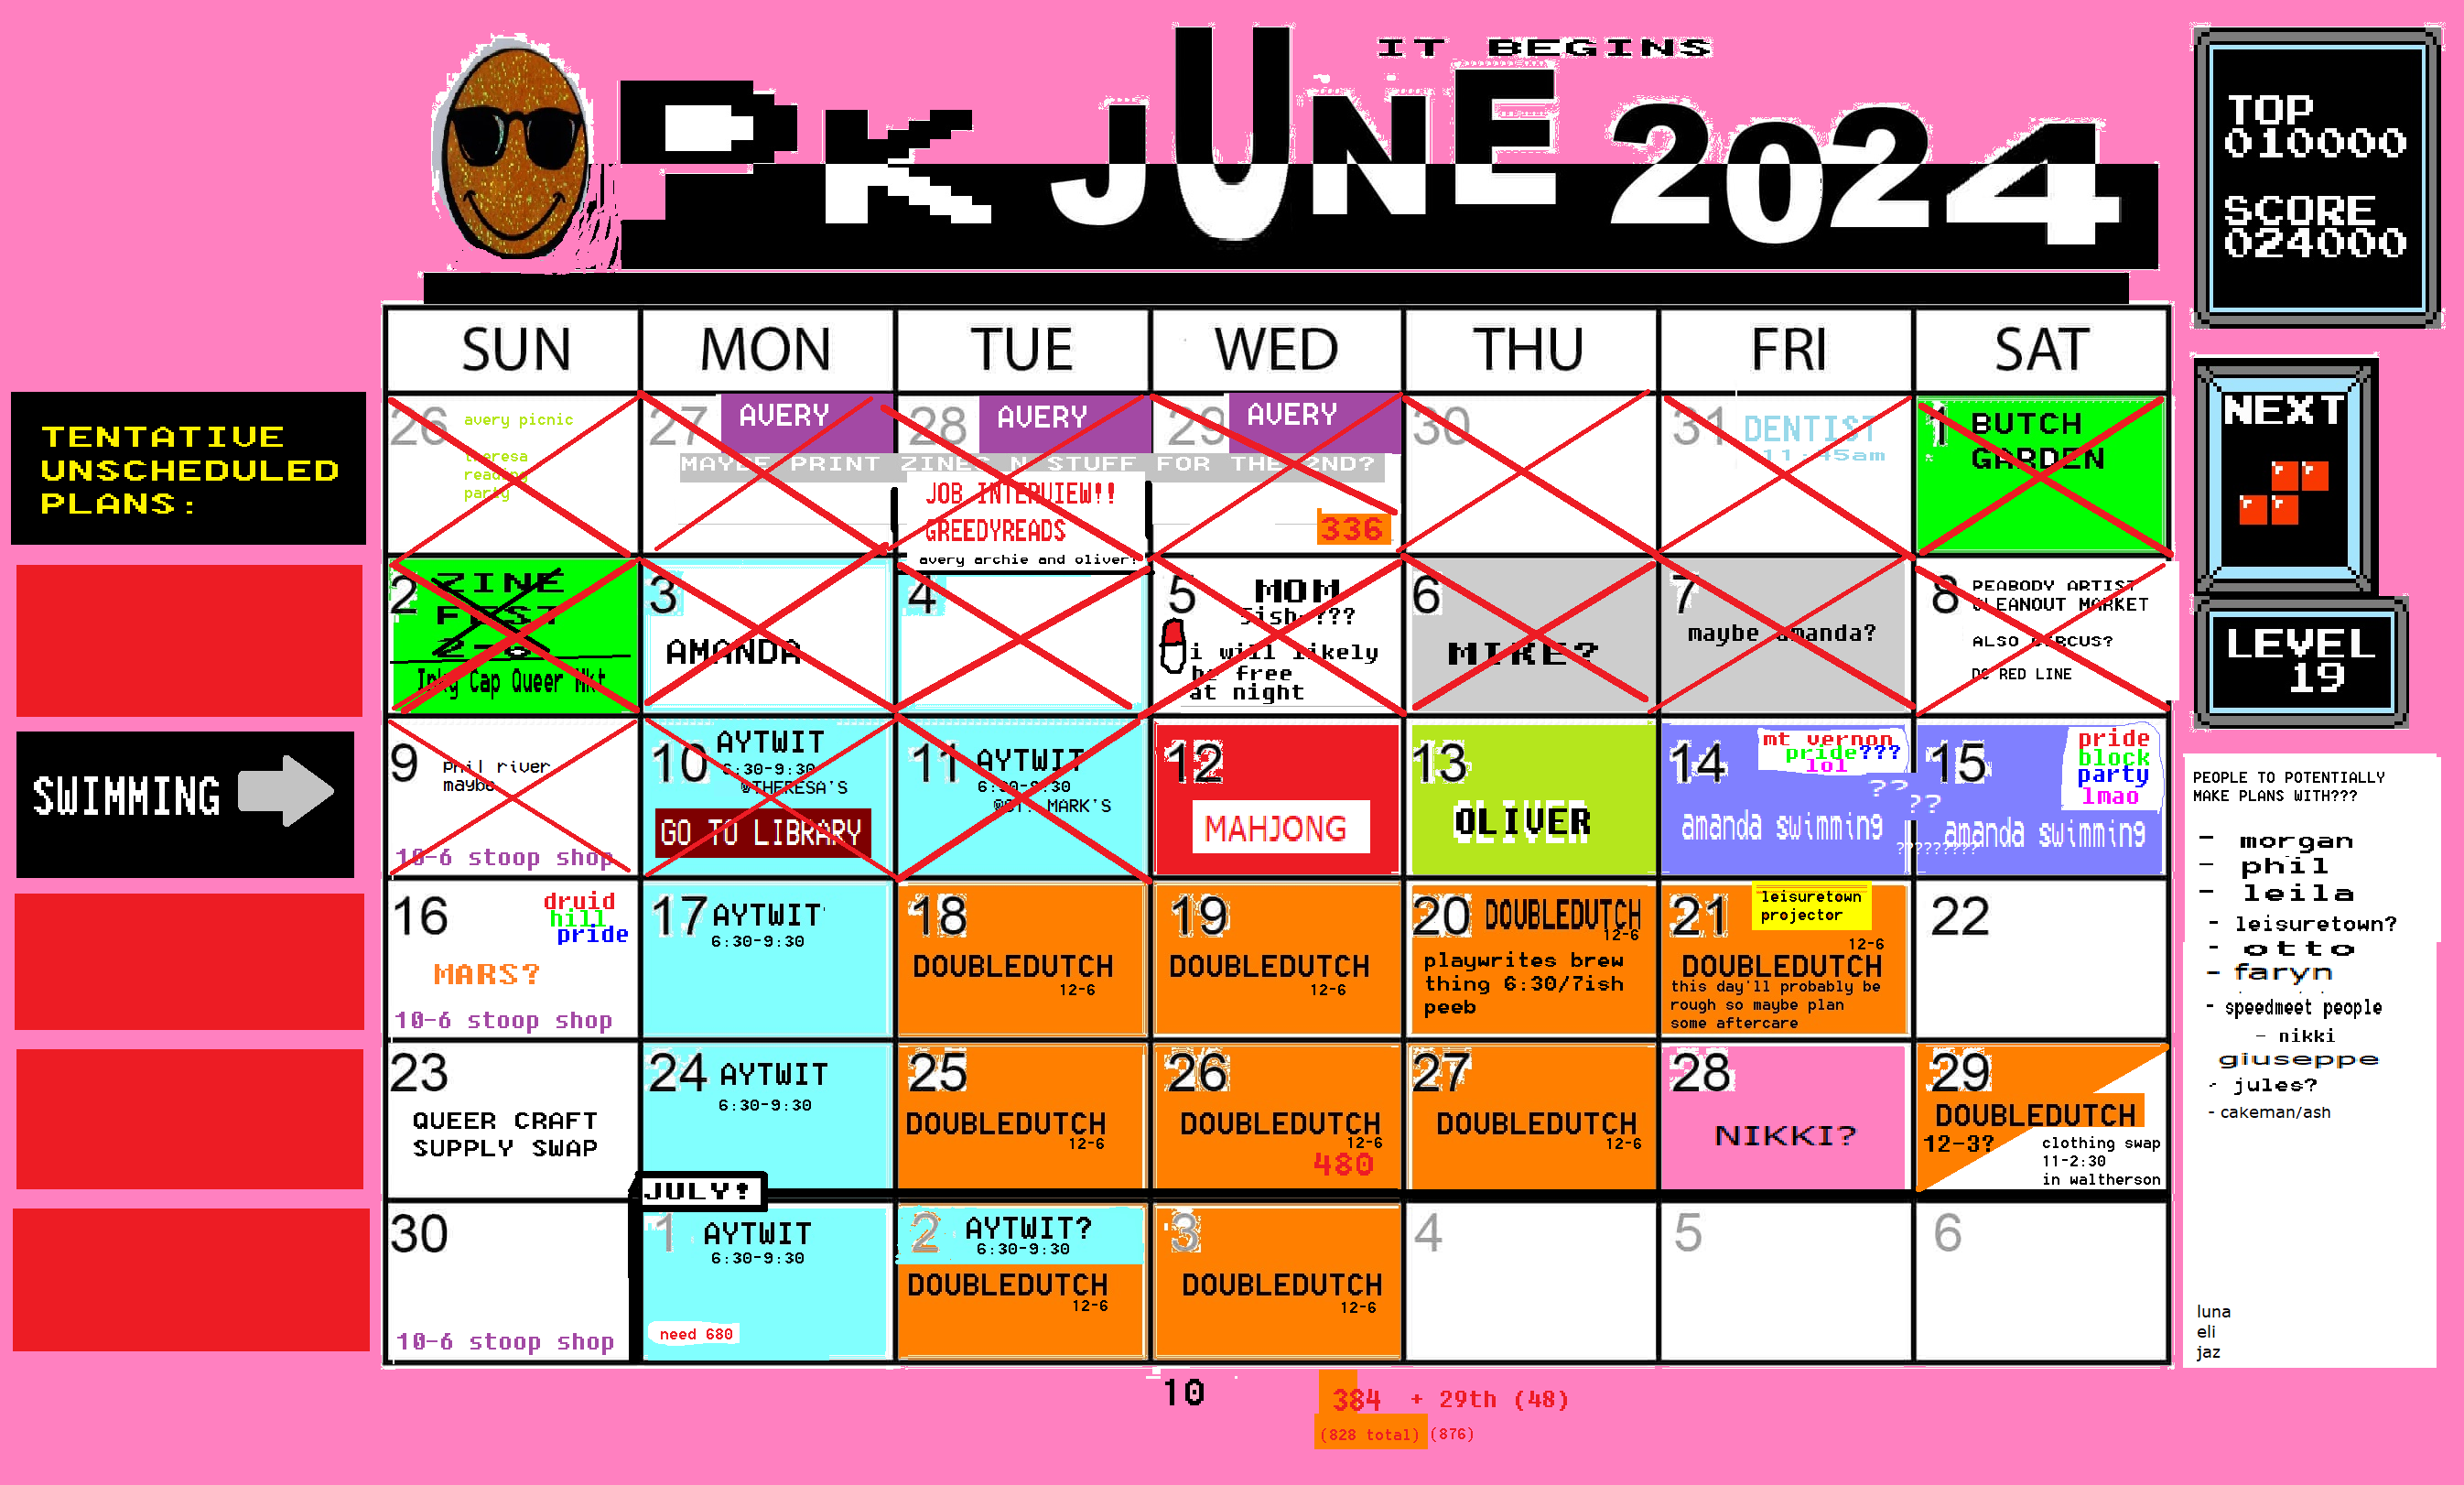 IT BEGINS
PK JUNE 2024
TOP
010000
SCORE
024000
NEXT
LEVEL
19
SUN MON TUE WED THU FRI SAT
TENTATIVE
UNSCHEDULED
PLANS:
SWIMMING
26 avery picnic
theresa
reading
party
27 AVERY
28 AVERY
29 AVERY
MAYBE PRINT ZINES N STUFF FOR THE 2ND?
JOB INTERVIEW!!
GREEDYREADS
avery archie and oliver!
336
30
31 DENTIST
11:45am
1 BUTCH
GARDEN
2 ZINE
FEST
2-8
Cap Queer Mkt
3
AMANDA
4
5 MOM
5ish???
i will likely
be free
at night
6
MIKE?
7
maybe amanda?
8 PEABODY ARTIST
CLEANOUT MARKET
ALSO CIRCUS?
DC RED LINE
9 phil river
maybe
10-6 stoop shop
10 AYTWIT
6:30-9:30
@THERESA'S
GO TO LIBRARY
11 AYTWIT
6:30-9:30
@ST. MARK'S
12
MAHJONG
13
OLIVER
14 mt vernon
pride???
lol
amanda swimming
??
??
?????????
15 pride
block
party
lmao
amanda swimming
16 druid
hill
pride
MARS?
10-6 stoop shop
17 AYTWIT
6:30-9:30
18
DOUBLEDUTCH
12-6
19
DOUBLEDUTCH
12-6
20 DOUBLEDUTCH
12-6
playwrites brew
thing 6:30/7ish
peeb
21 leisuretown
projector
12-6
DOUBLEDUTCH
this day'll probably be
rough so maybe plan
some aftercare
22
23
QUEER CRAFT
SUPPLY SWAP
24 AYTWIT
6:30-9:30
25
DOUBLEDUTCH
12-6
26
DOUBLEDUTCH
12-6
480
27
DOUBLEDUTCH
12-6
28
NIKKI?
29
DOUBLEDUTCH
12-3?
clothing swap
11-2:30
in waltherson
JULY!
30
10-6 stoop shop
1 AYTWIT
6:30-9:30
need 680
2 AYTWIT?
6:30-9:30
DOUBLEDUTCH
12-6
3
DOUBLEDUTCH
12-6
4
5
6
10
384 + 29th (48)
(828 total) (876)
PEOPLE TO POTENTIALLY
MAKE PLANS WITH???
- morgan
- phil
- leila
- leisuretown?
- otto
- faryn
- speedmeet people
- nikki
giuseppe
- jules?
- cakeman/ash
luna
eli
jaz